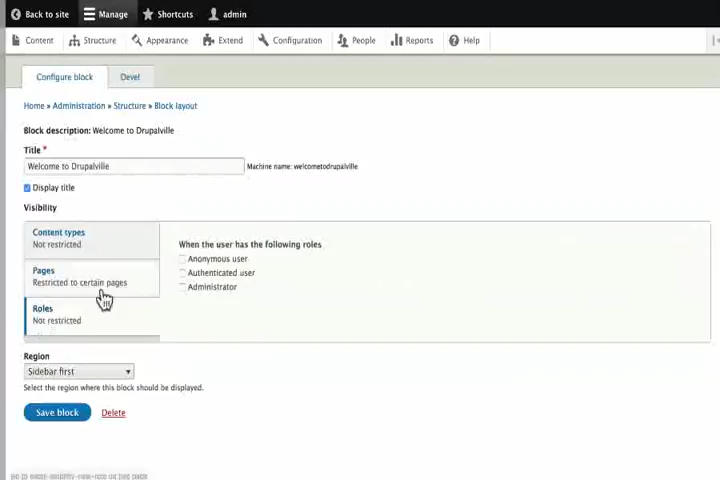 Back to site Manage Shortcuts admin
Content Structure Appearance Extend Configuration People Reports Help
Configure block Devel
Home » Administration » Structure » Block layout
Block description: Welcome to Drupalville
Title *
Welcome to Drupalville Machine name: welcometodrupalville
Display title
Visibility
Content types
Not restricted
Pages
Restricted to certain pages
Roles
Not restricted
When the user has the following roles
Anonymous user
Authenticated user
Administrator
Region
Sidebar first
Select the region where this block should be displayed.
Save block Delete